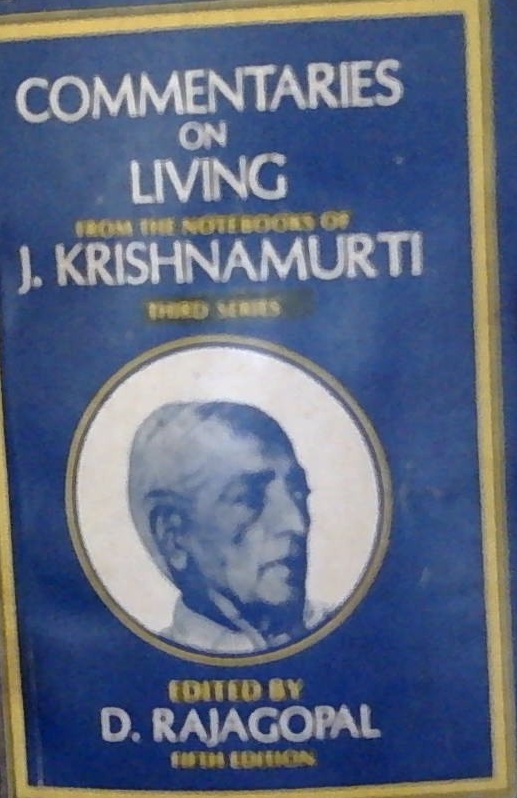 COMMENTARIES
ON
LIVING
FROM THE NOTEBOOKS OF
J. KRISHNAMURTI
THIRD SERIES
EDITED BY
D. RAJAGOPAL
FIFTH EDITION